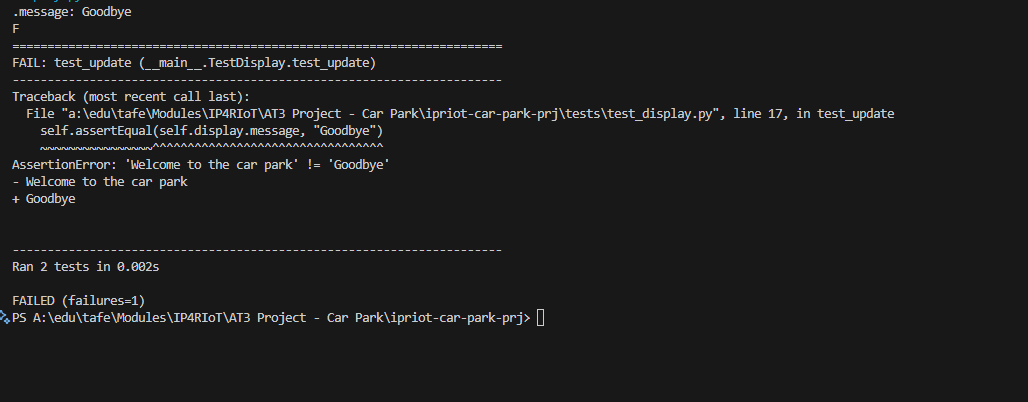 .message: Goodbye
F
======================================================================
FAIL: test_update (__main__.TestDisplay.test_update)
----------------------------------------------------------------------
Traceback (most recent call last):
  File "a:\edu\tafe\Modules\IP4RIoT\AT3 Project - Car Park\ipriot-car-park-prj\tests\test_display.py", line 17, in test_update
    self.assertEqual(self.display.message, "Goodbye")
    ~~~~~~~~~~~~~~~~^^^^^^^^^^^^^^^^^^^^^^^^^^^^^^^^^
AssertionError: 'Welcome to the car park' != 'Goodbye'
- Welcome to the car park
+ Goodbye
----------------------------------------------------------------------
Ran 2 tests in 0.002s
FAILED (failures=1)
PS A:\edu\tafe\Modules\IP4RIoT\AT3 Project - Car Park\ipriot-car-park-prj>